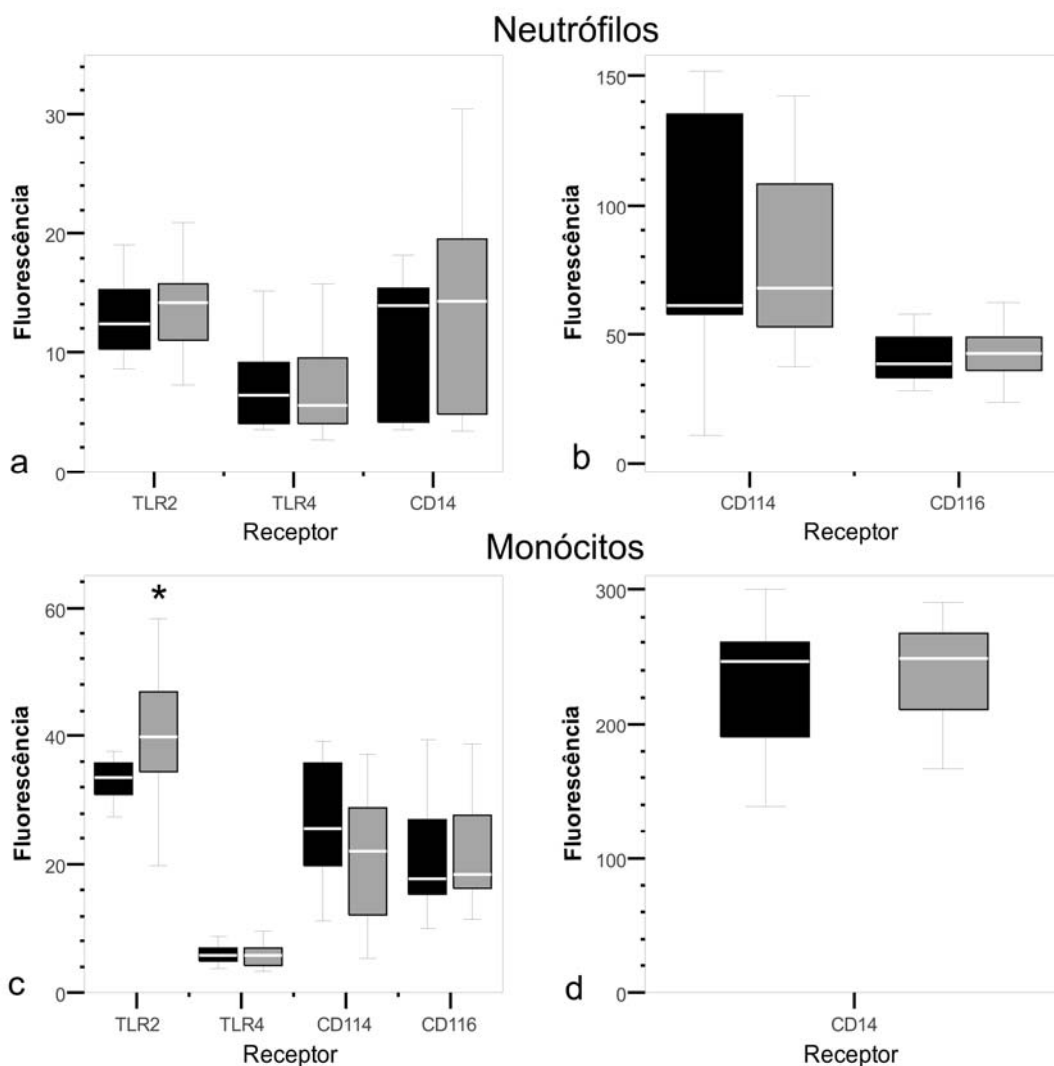 Neutrófilos
Fluorescência
30
20
10
0
a
TLR2 TLR4 CD14
Receptor
Fluorescência
150
100
50
0
b
CD114 CD116
Receptor
Monócitos
Fluorescência
60
40
20
0
*
c
TLR2 TLR4 CD114 CD116
Receptor
Fluorescência
300
200
100
0
d
CD14
Receptor